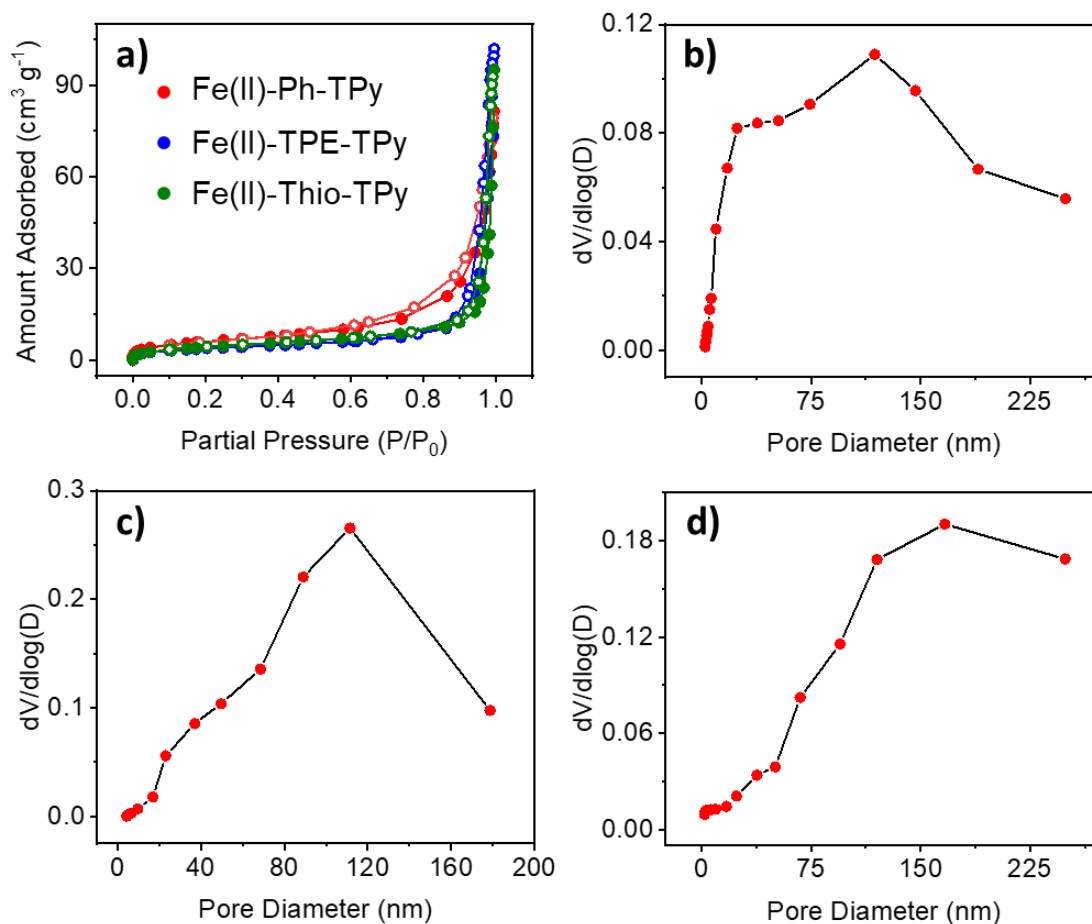 a)
Fe(II)-Ph-TPy
Fe(II)-TPE-TPy
Fe(II)-Thio-TPy
Amount Adsorbed (cm³ g⁻¹)
90
60
30
0
0.0 0.2 0.4 0.6 0.8 1.0
Partial Pressure (P/P₀)
b)
dV/dlog(D)
0.12
0.08
0.04
0.00
0 75 150 225
Pore Diameter (nm)
c)
dV/dlog(D)
0.3
0.2
0.1
0.0
0 40 80 120 160 200
Pore Diameter (nm)
d)
dV/dlog(D)
0.18
0.12
0.06
0.00
0 75 150 225
Pore Diameter (nm)